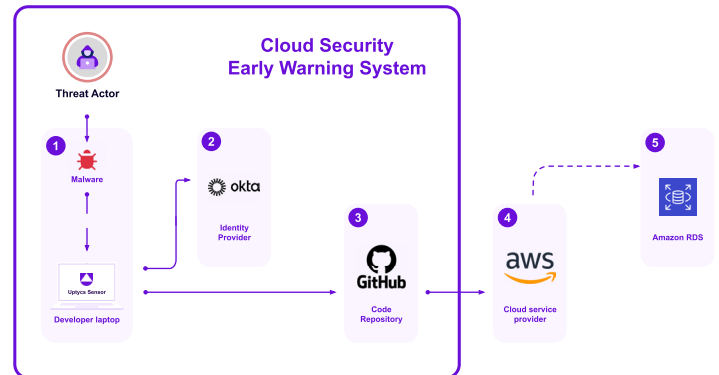 Cloud Security
Early Warning System
Threat Actor
1
Malware
Uptycs Sensor
Developer laptop
2
okta
Identity
Provider
3
GitHub
Code
Repository
4
aws
Cloud service
provider
5
Amazon RDS